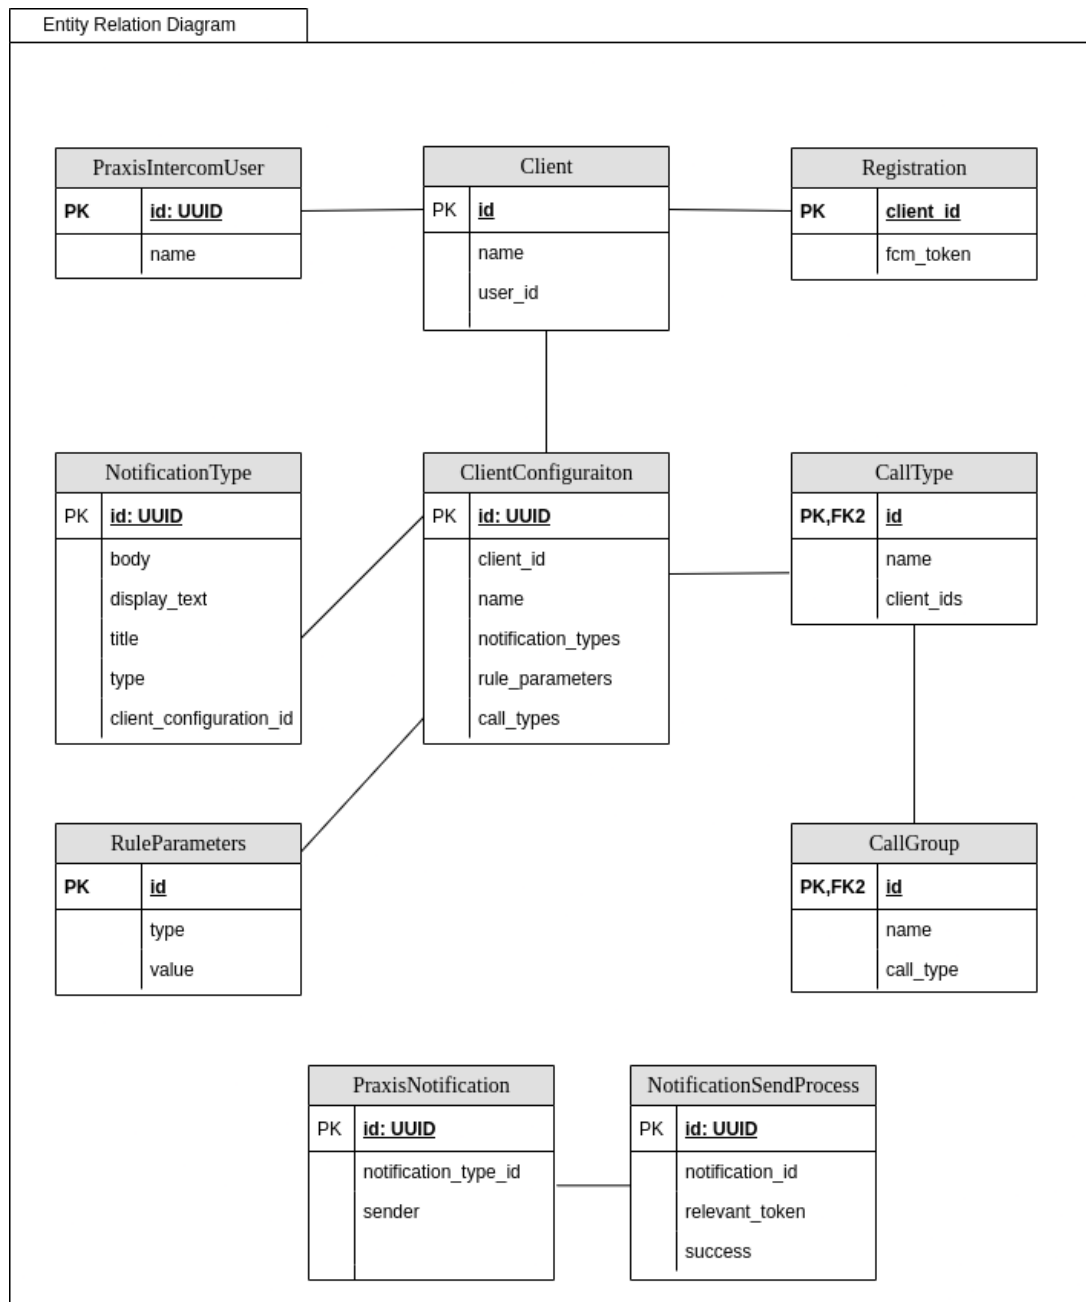 Entity Relation Diagram
PraxisIntercomUser
PK id: UUID
name
Client
PK id
name
user_id
Registration
PK client_id
fcm_token
NotificationType
PK id: UUID
body
display_text
title
type
client_configuration_id
ClientConfiguraiton
PK id: UUID
client_id
name
notification_types
rule_parameters
call_types
CallType
PK,FK2 id
name
client_ids
RuleParameters
PK id
type
value
CallGroup
PK,FK2 id
name
call_type
PraxisNotification
PK id: UUID
notification_type_id
sender
NotificationSendProcess
PK id: UUID
notification_id
relevant_token
success